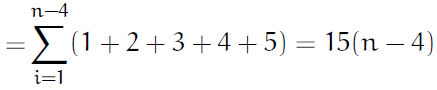 = \sum_{i=1}^{n-4} (1 + 2 + 3 + 4 + 5) = 15(n - 4)